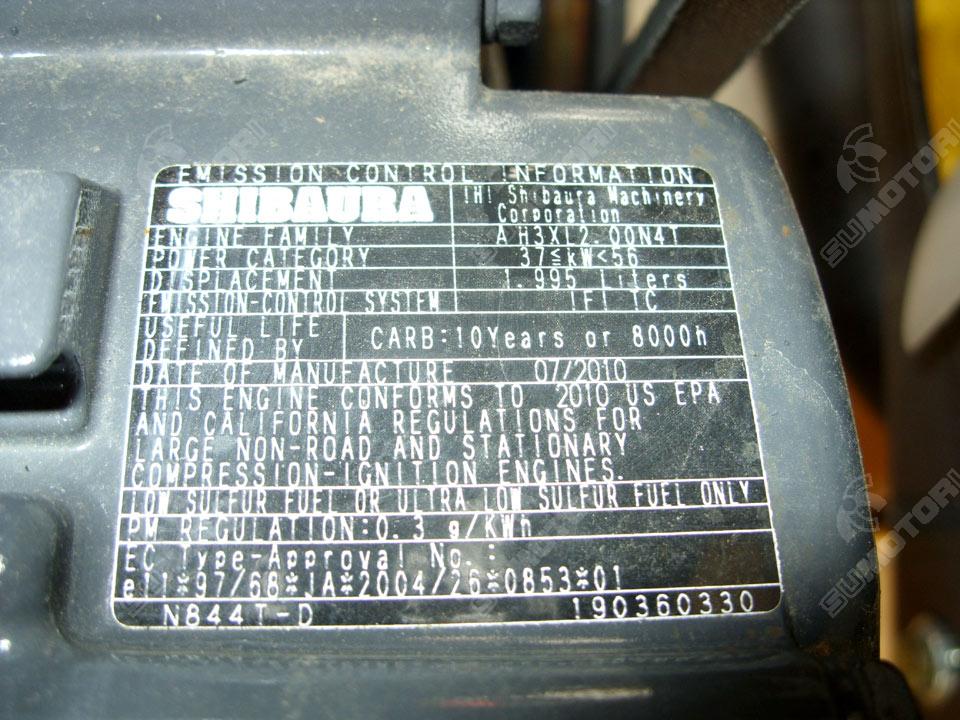 EMISSION CONTROL INFORMATION
SHIBAURA
IHI Shibaura Machinery
Corporation
ENGINE FAMILY AH3XL2.00N4T
POWER CATEGORY 37≦kW<56
DISPLACEMENT 1.995 Liters
EMISSION-CONTROL SYSTEM IFI TC
USEFUL LIFE
DEFINED BY
CARB:10Years or 8000h
DATE OF MANUFACTURE 07/2010
THIS ENGINE CONFORMS TO 2010 US EPA
AND CALIFORNIA REGULATIONS FOR
LARGE NON-ROAD AND STATIONARY
COMPRESSION-IGNITION ENGINES.
LOW SULFUR FUEL OR ULTRA LOW SULFUR FUEL ONLY
PM REGULATION:0.3 g/KWh
EC Type-Approval No.:
e11*97/68*JA*2004/26*0853*01
N844T-D 190360330
SUMOTORI
SUMOTORI
SUMOTORI
SUMOTORI
SUMOTORI
SUMOTORI